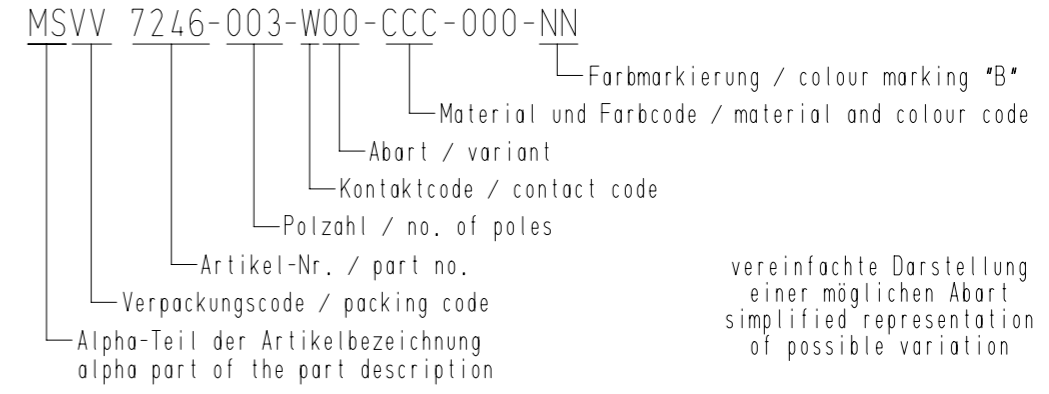 MSVV 7246-003-W00-CCC-000-NN
Farbmarkierung / colour marking "B"
Material und Farbcode / material and colour code
Abart / variant
Kontaktcode / contact code
Polzahl / no. of poles
Artikel-Nr. / part no.
Verpackungscode / packing code
Alpha-Teil der Artikelbezeichnung
alpha part of the part description
vereinfachte Darstellung
einer möglichen Abart
simplified representation
of possible variation